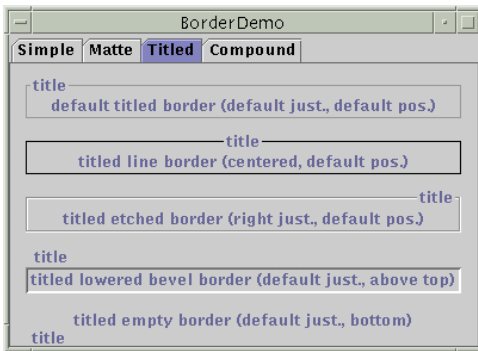 BorderDemo
Simple Matte Titled Compound
title
default titled border (default just., default pos.)
title
titled line border (centered, default pos.)
title
titled etched border (right just., default pos.)
title
titled lowered bevel border (default just., above top)
titled empty border (default just., bottom)
title